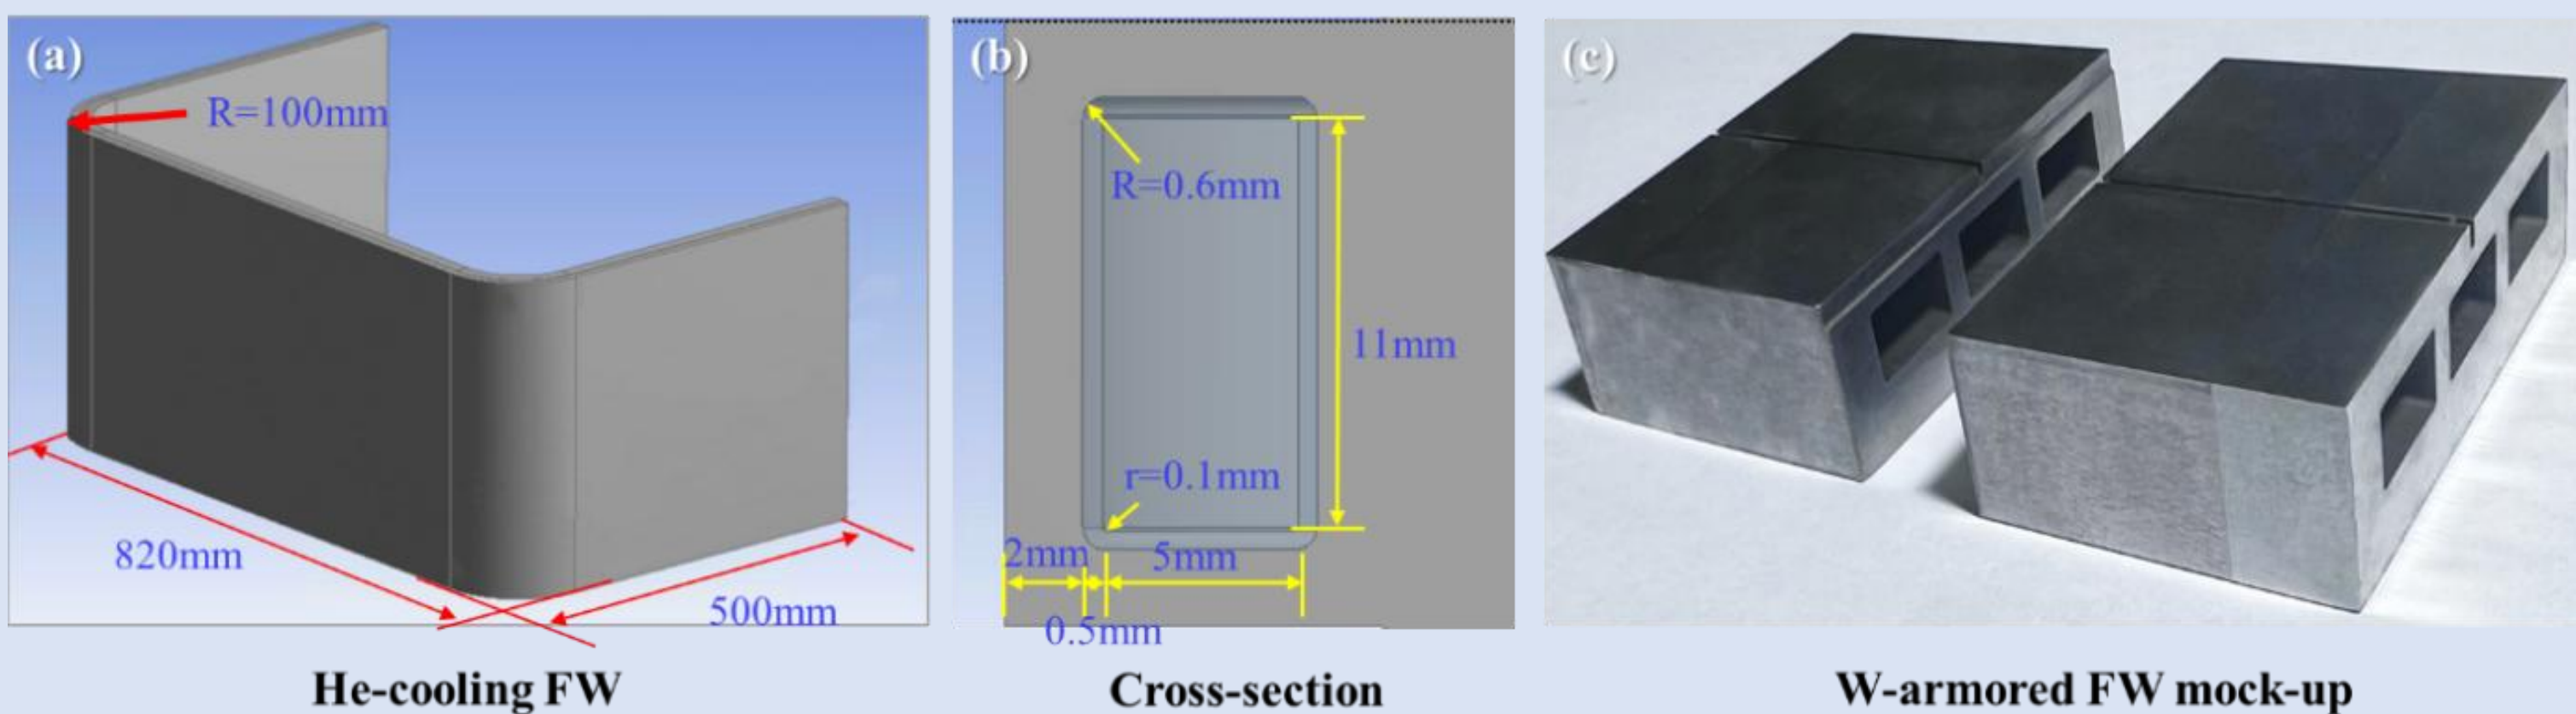 (a)
R=100mm
820mm
500mm
He-cooling FW
(b)
R=0.6mm
11mm
r=0.1mm
2mm
5mm
0.5mm
Cross-section
(c)
W-armored FW mock-up